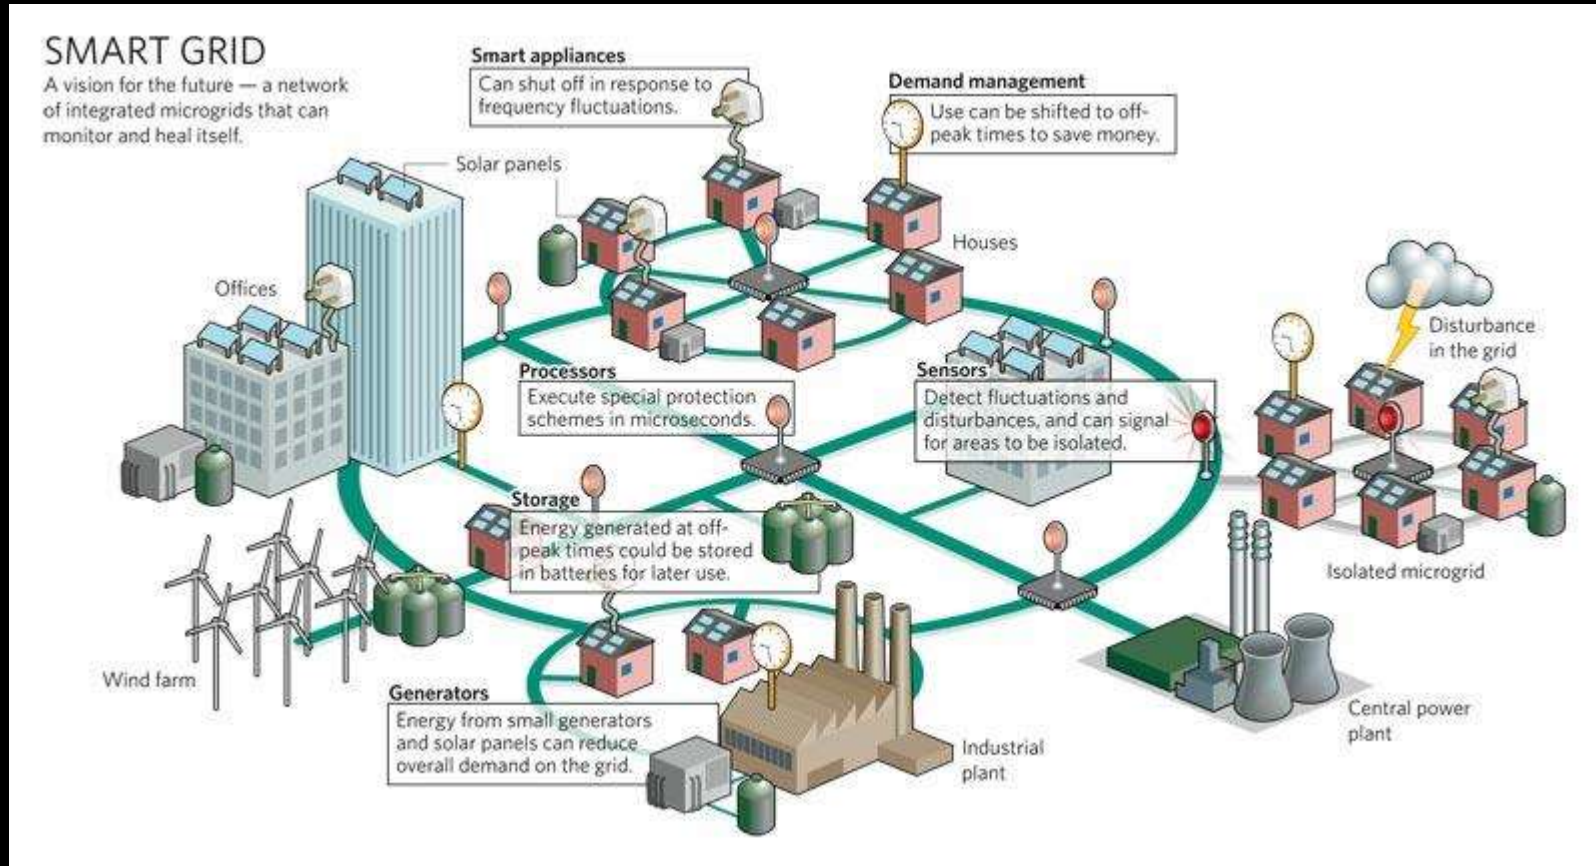 SMART GRID
A vision for the future — a network
of integrated microgrids that can
monitor and heal itself.
Smart appliances
Can shut off in response to
frequency fluctuations.
Demand management
Use can be shifted to off-
peak times to save money.
Solar panels
Houses
Offices
Disturbance
in the grid
Processors
Execute special protection
schemes in microseconds.
Sensors
Detect fluctuations and
disturbances, and can signal
for areas to be isolated.
Storage
Energy generated at off-
peak times could be stored
in batteries for later use.
Isolated microgrid
Wind farm
Generators
Energy from small generators
and solar panels can reduce
overall demand on the grid.
Industrial
plant
Central power
plant